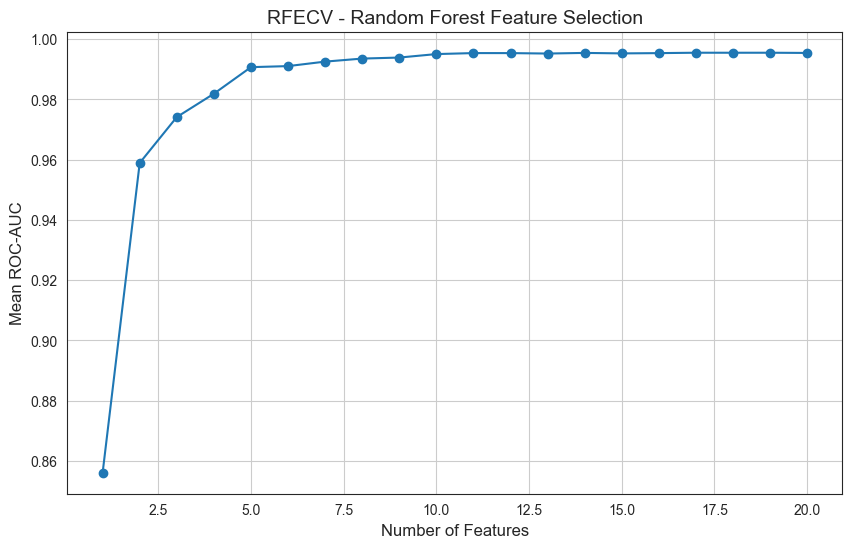 RFECV - Random Forest Feature Selection
1.00
0.98
0.96
0.94
0.92
0.90
0.88
0.86
Mean ROC-AUC
2.5 5.0 7.5 10.0 12.5 15.0 17.5 20.0
Number of Features